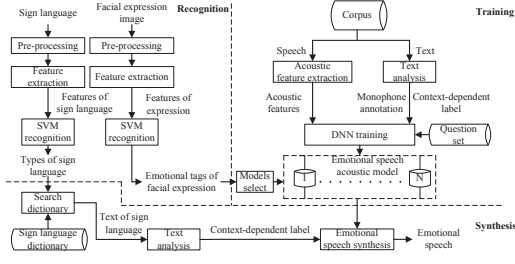 Sign language
Facial expression
image
Recognition
Corpus
Training
Pre-processing
Pre-processing
Speech
Text
Feature
extraction
Feature extraction
Acoustic
feature extraction
Text
analysis
Features of
sign language
Features of
expression
Acoustic
features
Monophone
annotation
Context-dependent
label
SVM
recognition
SVM
recognition
DNN training
Question
set
Types of sign
language
Emotional tags of
facial expression
Models
select
Emotional speech
acoustic model
1
. . . . . . . .
N
Search
dictionary
Sign language
dictionary
Text of sign
language
Text
analysis
Context-dependent label
Emotional
speech synthesis
Emotional
speech
Synthesis